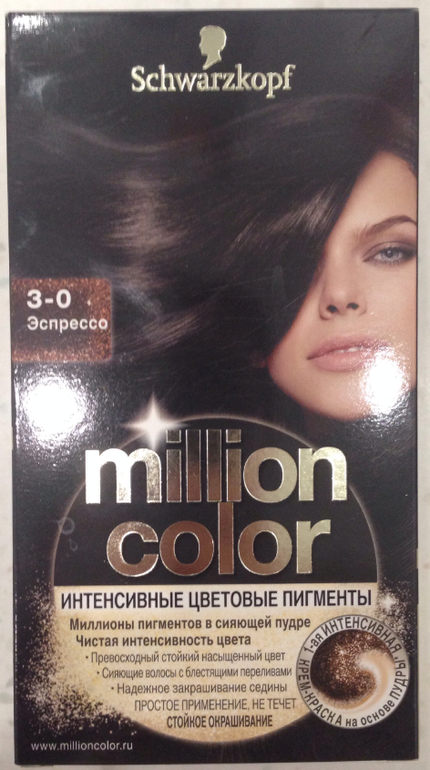 Schwarzkopf
3-0
Эспрессо
million
color
ИНТЕНСИВНЫЕ ЦВЕТОВЫЕ ПИГМЕНТЫ
Миллионы пигментов в сияющей пудре
Чистая интенсивность цвета
• Превосходный стойкий насыщенный цвет
• Сияющие волосы с блестящими переливами
• Надежное закрашивание седины
ПРОСТОЕ ПРИМЕНЕНИЕ, НЕ ТЕЧЕТ
СТОЙКОЕ ОКРАШИВАНИЕ
1-ая ИНТЕНСИВНАЯ
КРЕМ-КРАСКА на основе ПУДРЫ
www.millioncolor.ru